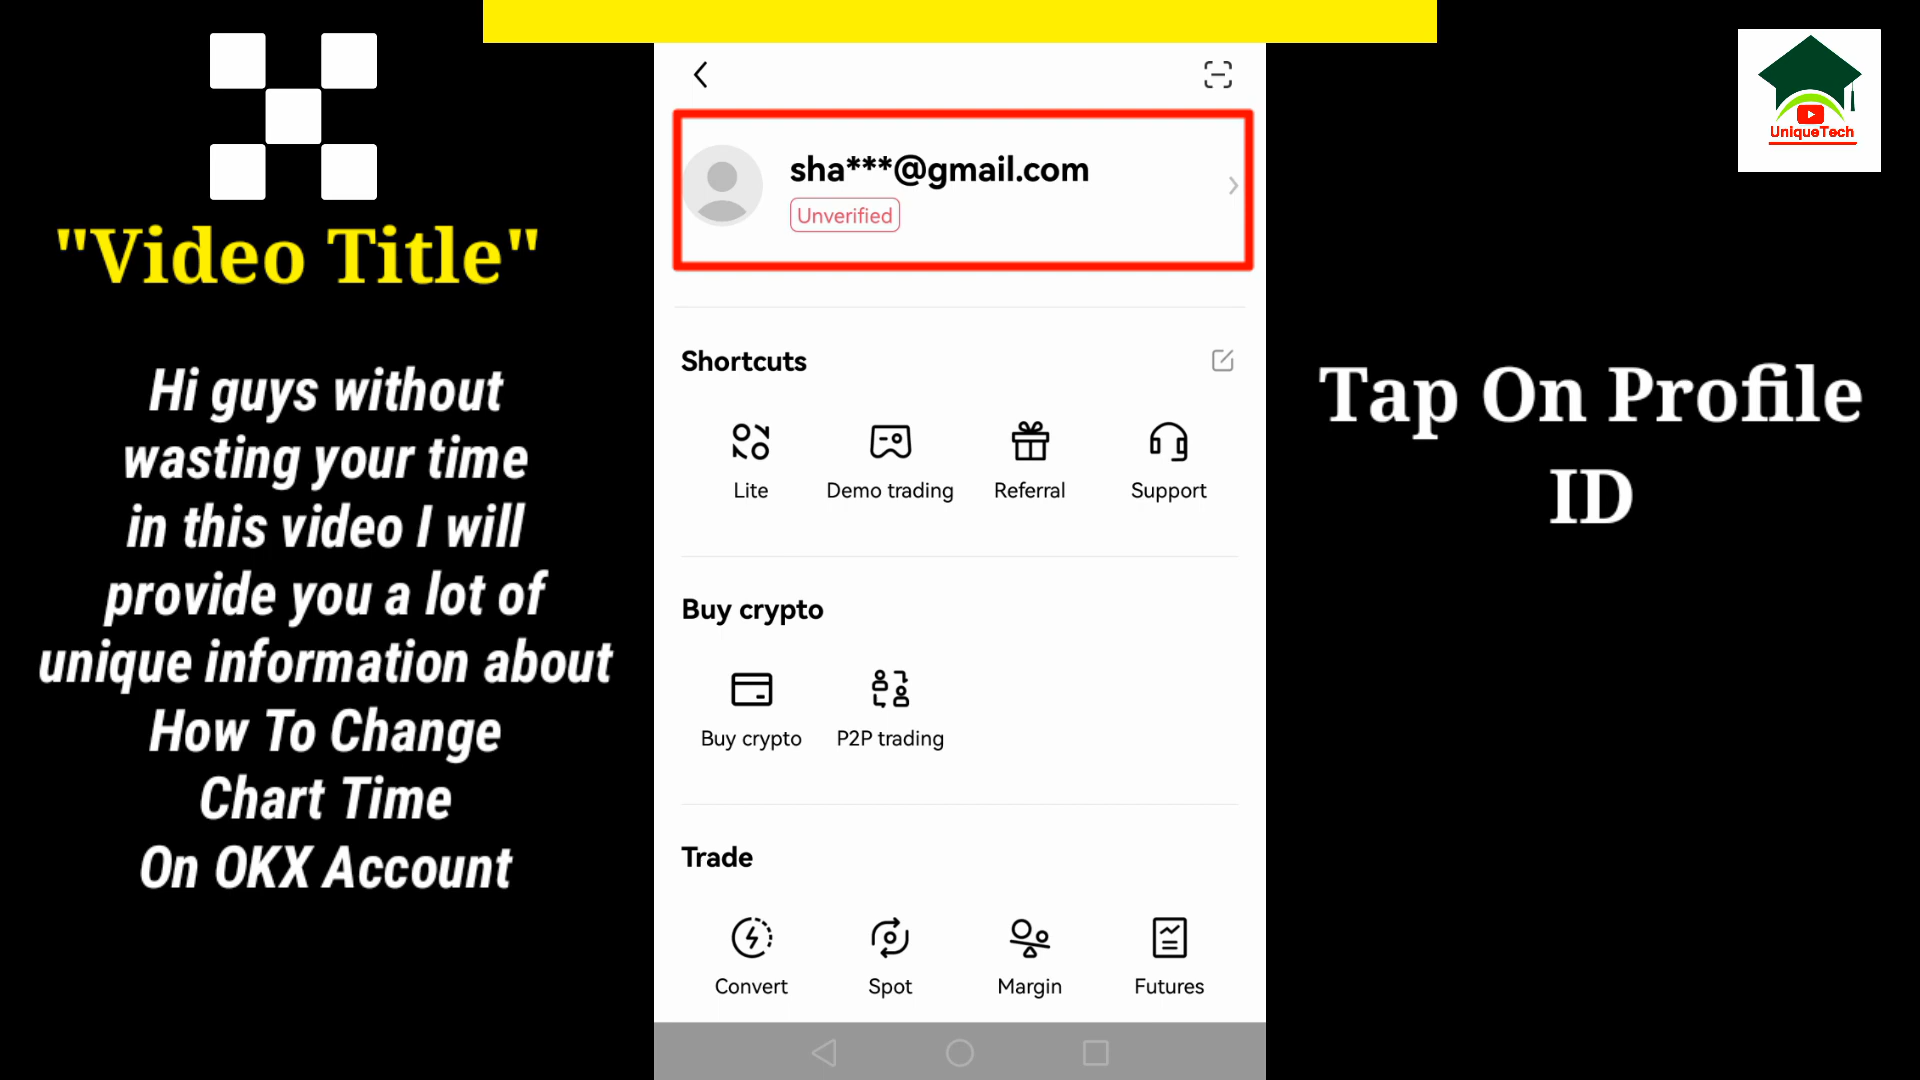 "Video Title"
Hi guys without
wasting your time
in this video I will
provide you a lot of
unique information about
How To Change
Chart Time
On OKX Account
sha***@gmail.com
Unverified
Shortcuts
Lite
Demo trading
Referral
Support
Buy crypto
Buy crypto
P2P trading
Trade
Convert
Spot
Margin
Futures
UniqueTech
Tap On Profile
ID